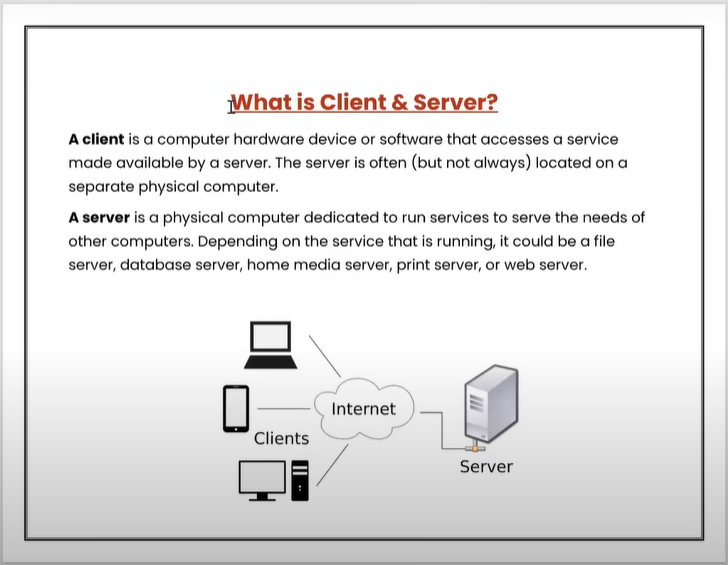 What is Client & Server?
A client is a computer hardware device or software that accesses a service
made available by a server. The server is often (but not always) located on a
separate physical computer.
A server is a physical computer dedicated to run services to serve the needs of
other computers. Depending on the service that is running, it could be a file
server, database server, home media server, print server, or web server.
Internet
Clients
Server